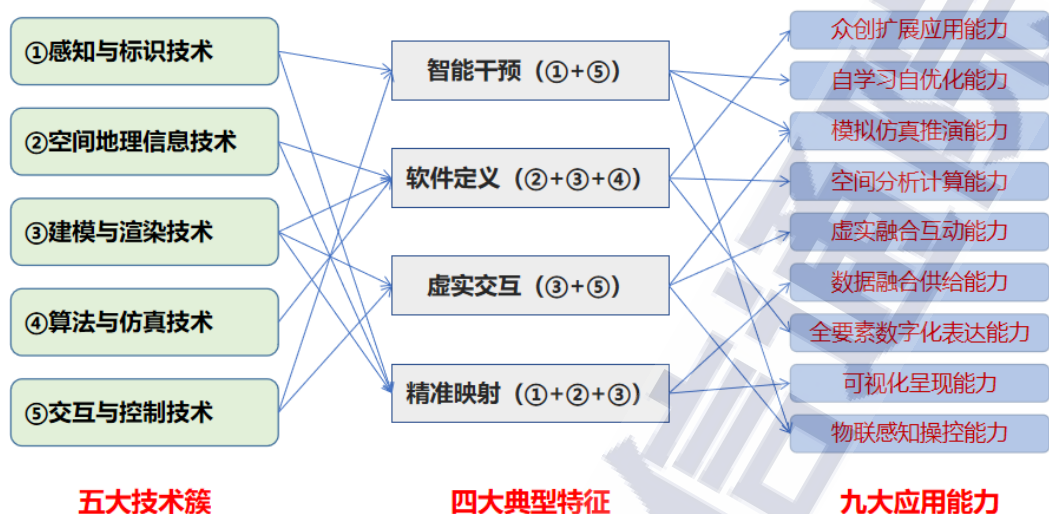 ①感知与标识技术
②空间地理信息技术
③建模与渲染技术
④算法与仿真技术
⑤交互与控制技术
五大技术簇
智能干预（①+⑤）
软件定义（②+③+④）
虚实交互（③+⑤）
精准映射（①+②+③）
四大典型特征
众创扩展应用能力
自学习自优化能力
模拟仿真推演能力
空间分析计算能力
虚实融合互动能力
数据融合供给能力
全要素数字化表达能力
可视化呈现能力
物联感知操控能力
九大应用能力